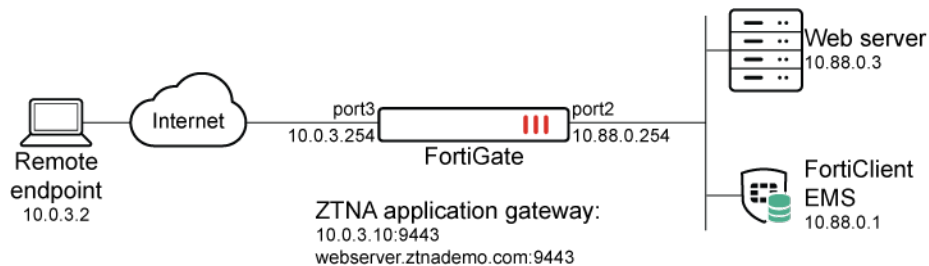 Web server
10.88.0.3
Internet
port3
10.0.3.254
port2
10.88.0.254
FortiGate
Remote
endpoint
10.0.3.2
FortiClient
EMS
10.88.0.1
ZTNA application gateway:
10.0.3.10:9443
webserver.ztnademo.com:9443